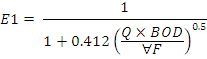 E1 = 1 / (1 + 0.412 (Q × BOD / ∀F)^0.5)